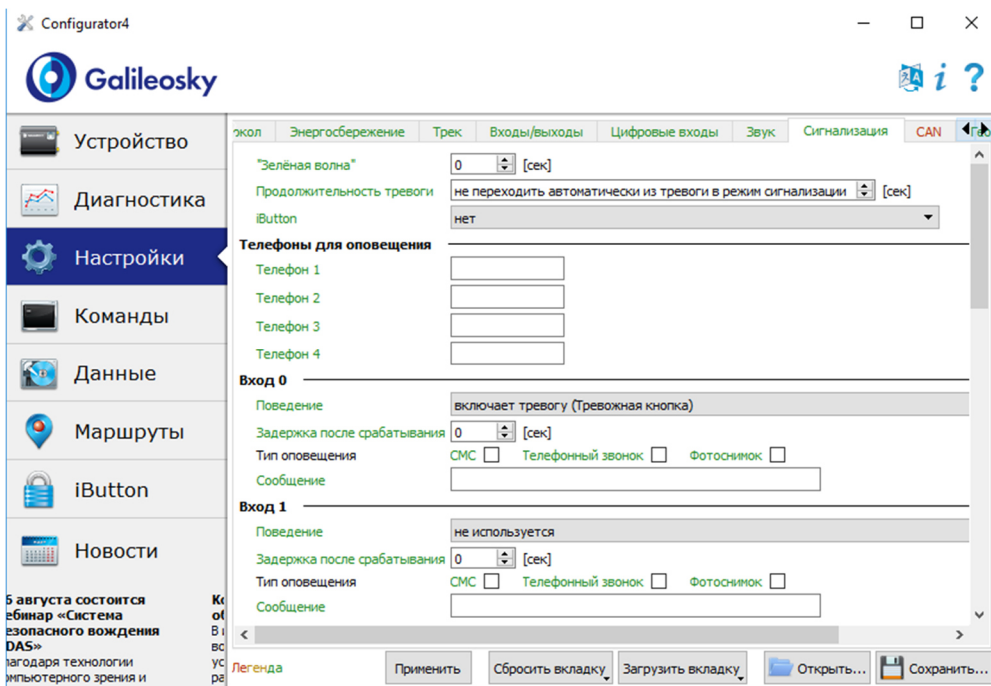 Configurator4
Galileosky
Устройство
Диагностика
Настройки
Команды
Данные
Маршруты
iButton
Новости
августа состоится
«Система
вождения
технологии
зрения и
Энергосбережение Трек Входы/выходы Цифровые входы Звук Сигнализация CAN
"Зелёная волна" 0 [сек]
Продолжительность тревоги не переходить автоматически из тревоги в режим сигнализации [сек]
iButton нет
Телефоны для оповещения
Телефон 1
Телефон 2
Телефон 3
Телефон 4
Вход 0
Поведение включает тревогу (Тревожная кнопка)
Задержка после срабатывания 0 [сек]
Тип оповещения СМС Телефонный звонок Фотоснимок
Сообщение
Вход 1
Поведение не используется
Задержка после срабатывания 0 [сек]
Тип оповещения СМС Телефонный звонок Фотоснимок
Сообщение
Легенда Применить Сбросить вкладку Загрузить вкладку Открыть... Сохранить...